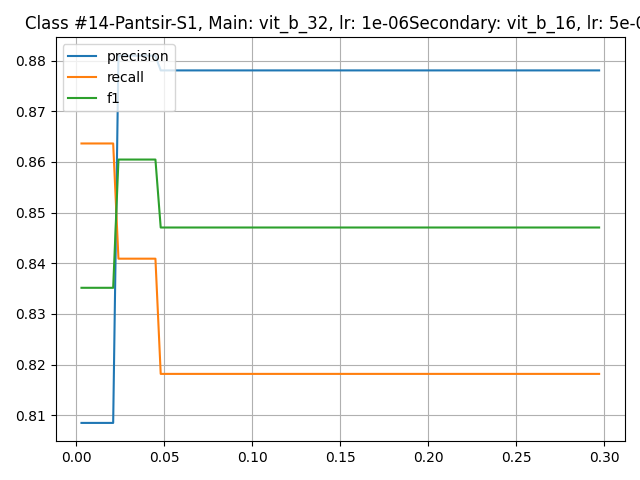 Class #14-Pantsir-S1, Main: vit_b_32, lr: 1e-06Secondary: vit_b_16, lr: 5e-0
precision
recall
f1
0.88
0.87
0.86
0.85
0.84
0.83
0.82
0.81
0.00 0.05 0.10 0.15 0.20 0.25 0.30